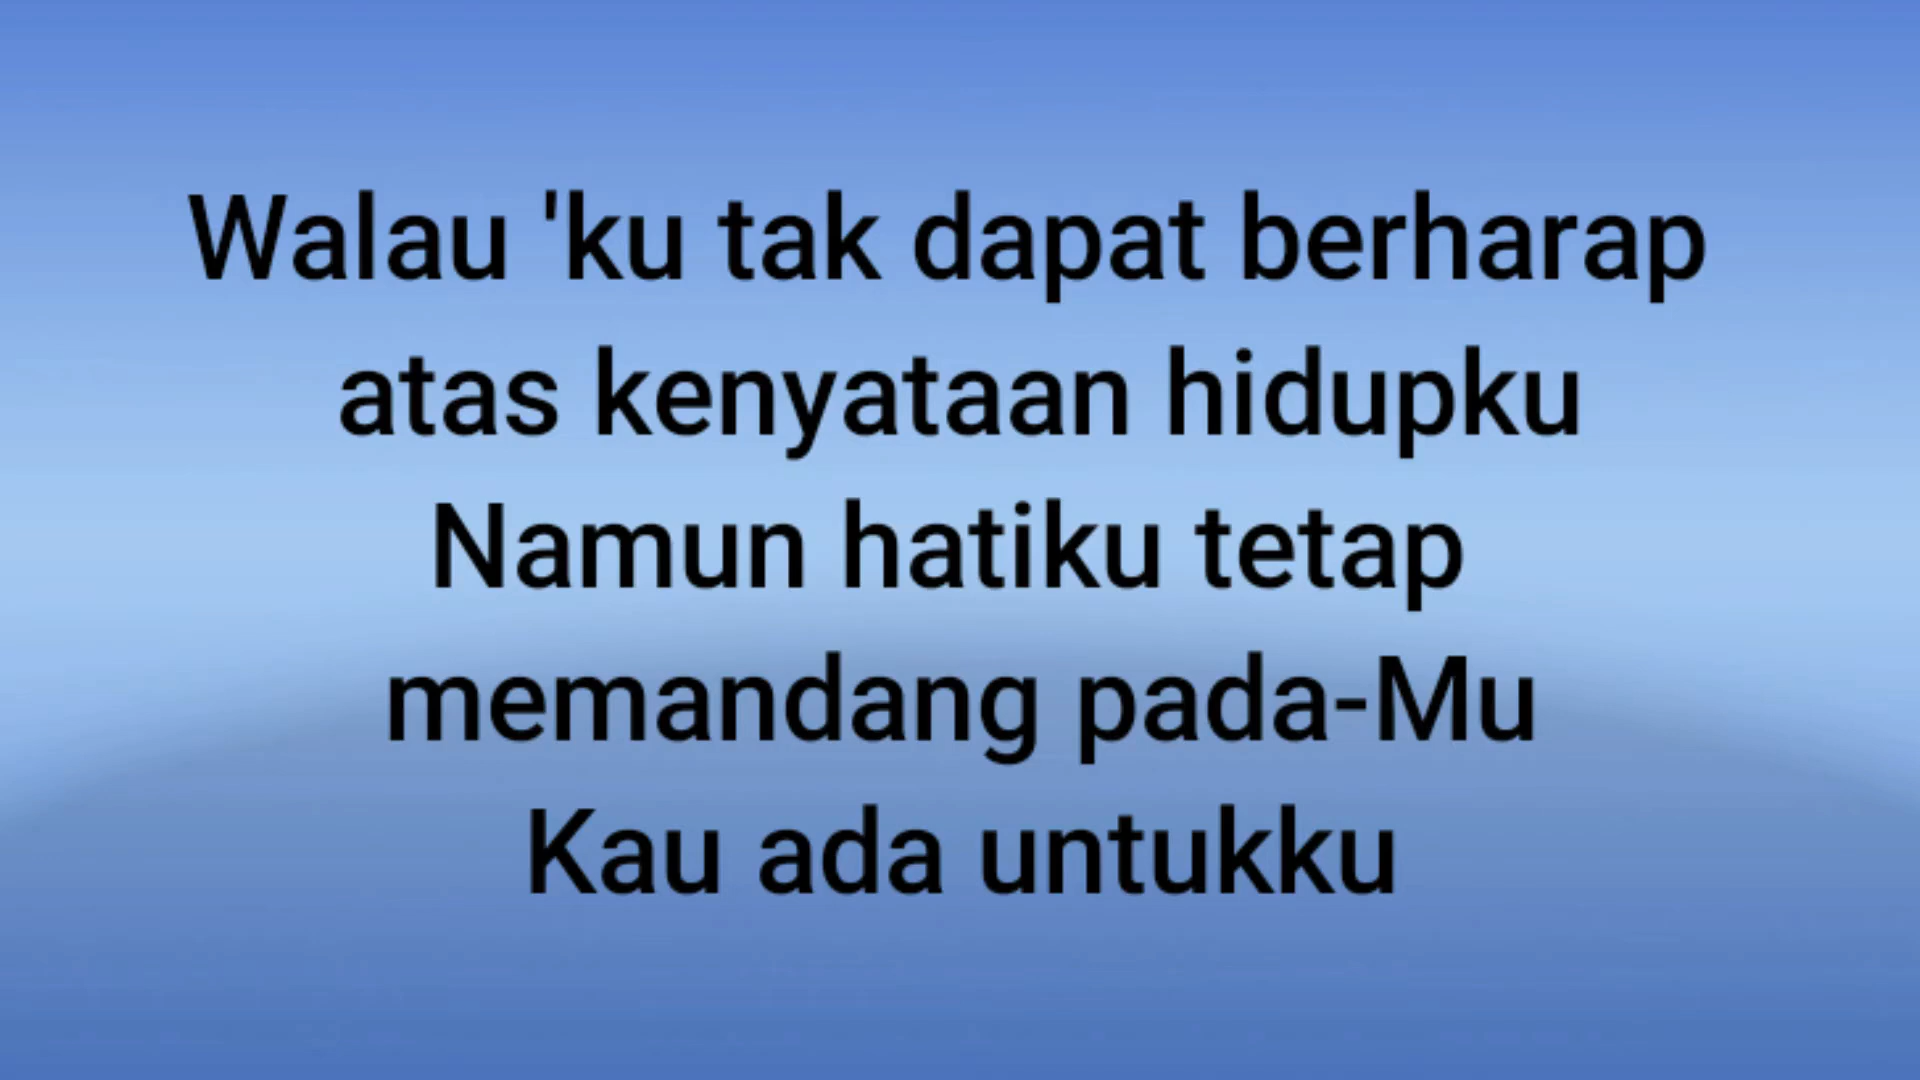 Walau 'ku tak dapat berharap
atas kenyataan hidupku
Namun hatiku tetap
memandang pada-Mu
Kau ada untukku